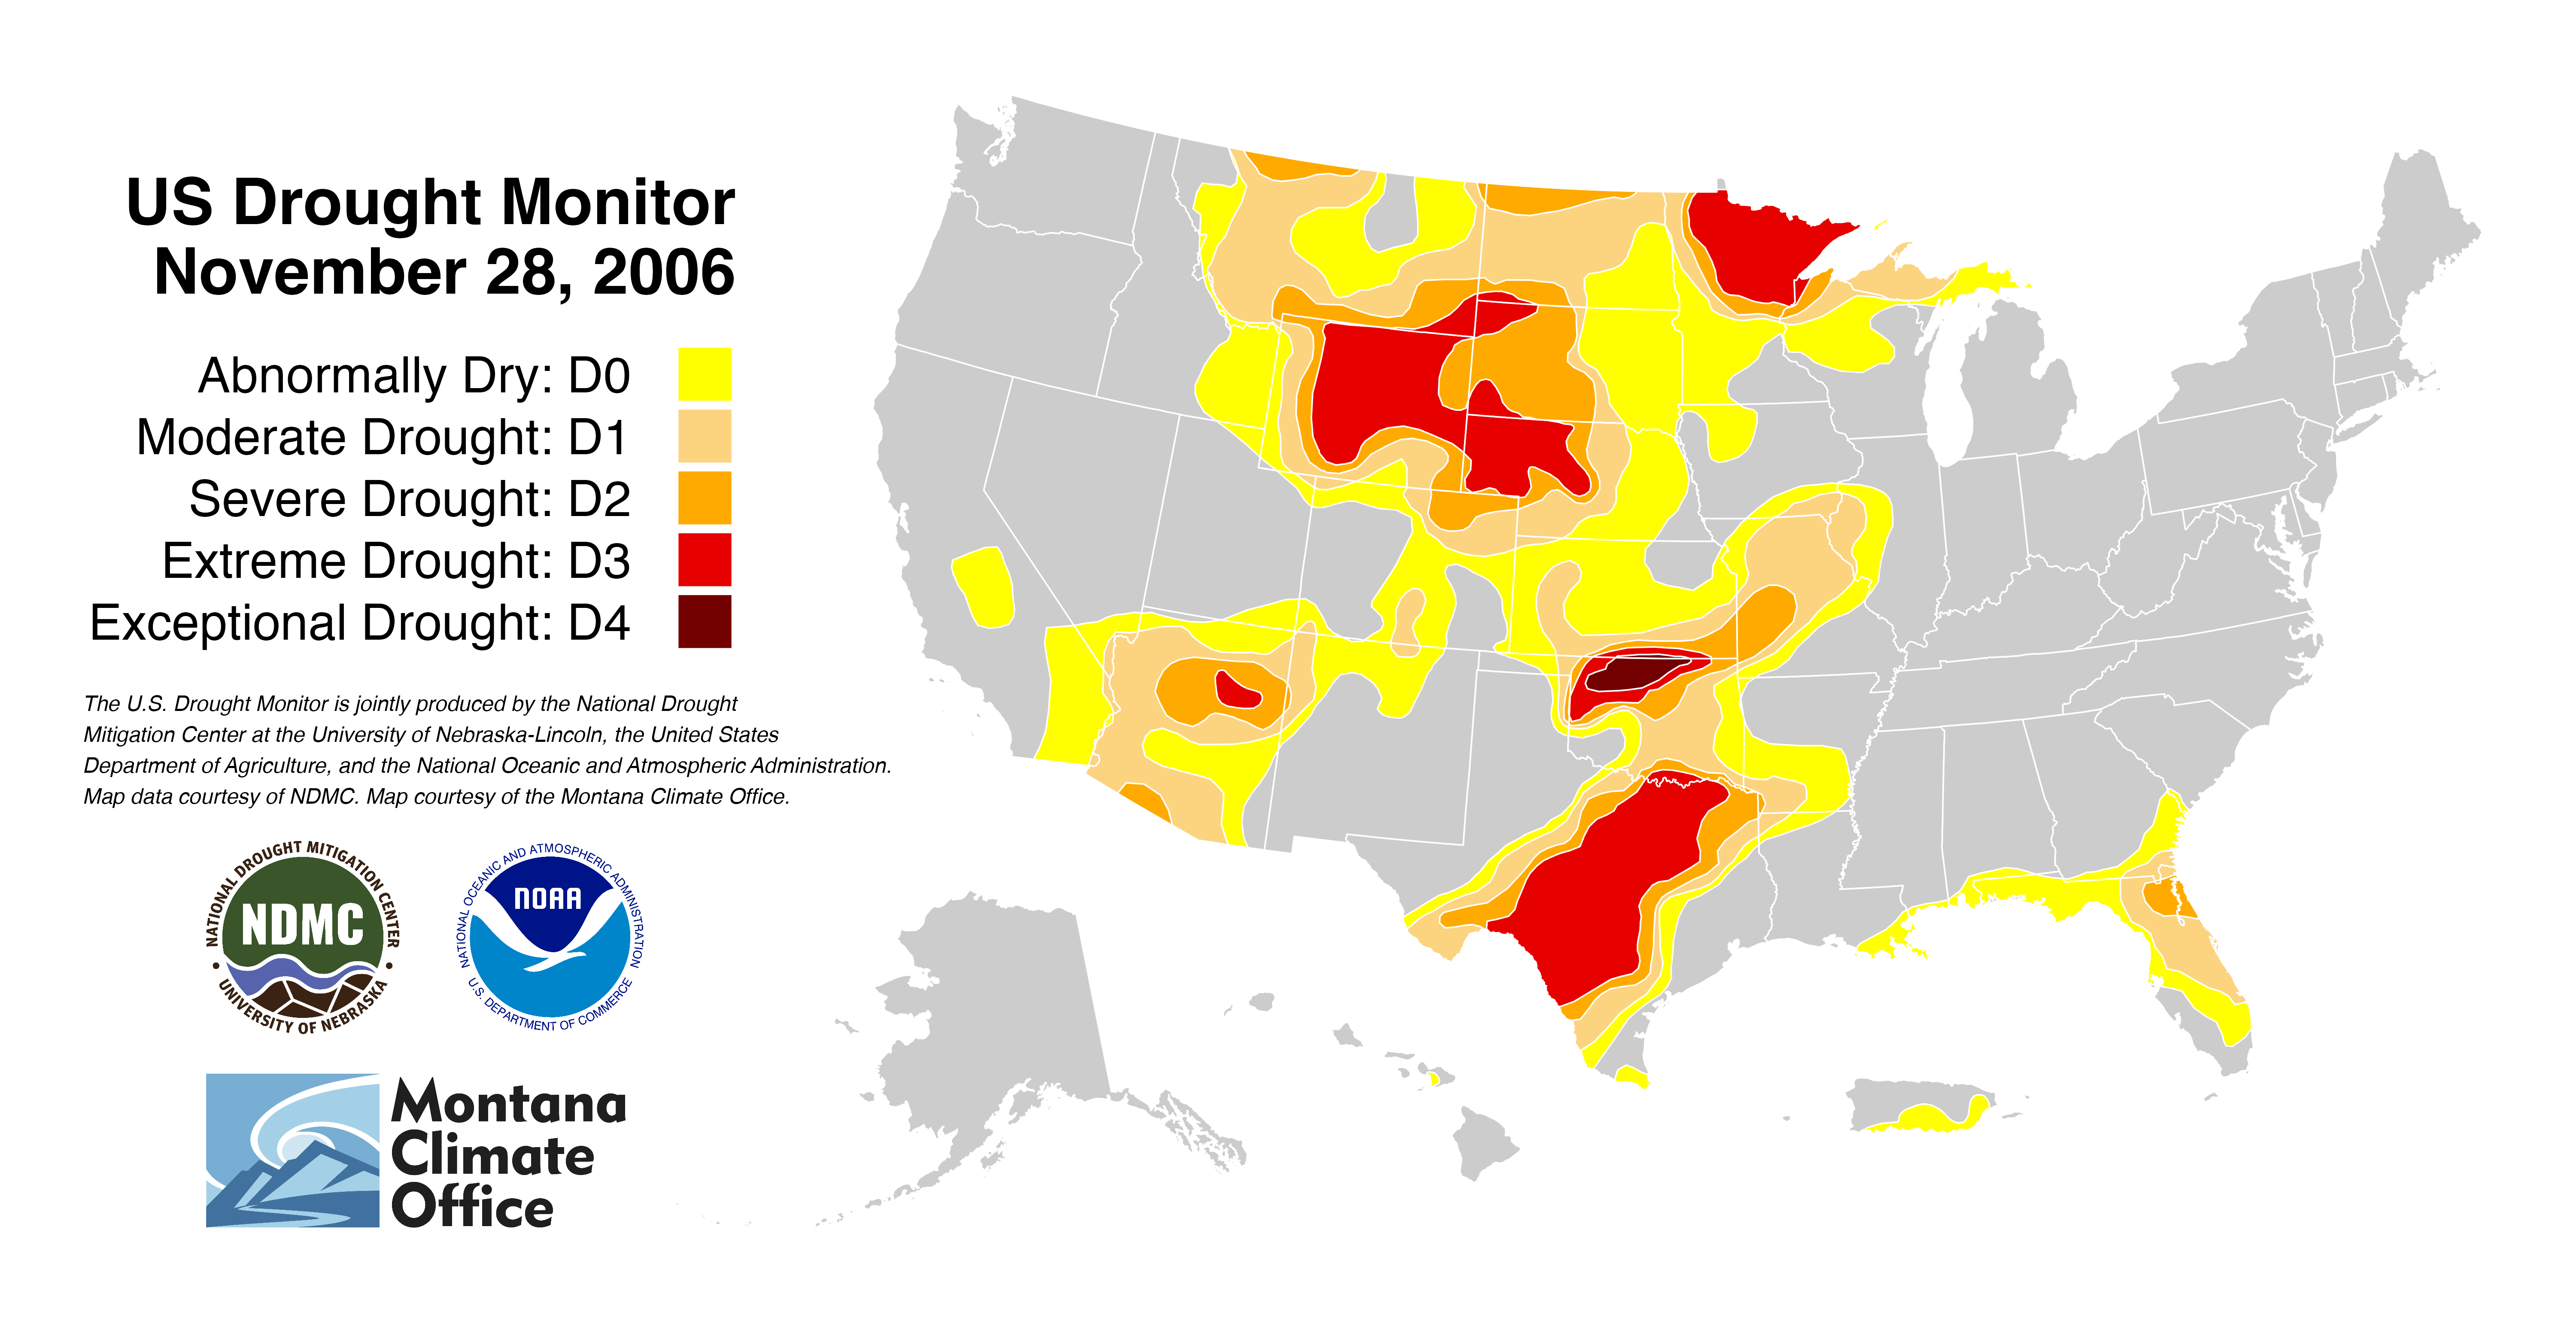 US Drought Monitor
November 28, 2006
Abnormally Dry: D0
Moderate Drought: D1
Severe Drought: D2
Extreme Drought: D3
Exceptional Drought: D4
The U.S. Drought Monitor is jointly produced by the National Drought
Mitigation Center at the University of Nebraska-Lincoln, the United States
Department of Agriculture, and the National Oceanic and Atmospheric Administration.
Map data courtesy of NDMC. Map courtesy of the Montana Climate Office.
NATIONAL DROUGHT MITIGATION CENTER
NDMC
• UNIVERSITY OF NEBRASKA •
NATIONAL OCEANIC AND ATMOSPHERIC ADMINISTRATION
NOAA
U.S. DEPARTMENT OF COMMERCE
Montana
Climate
Office